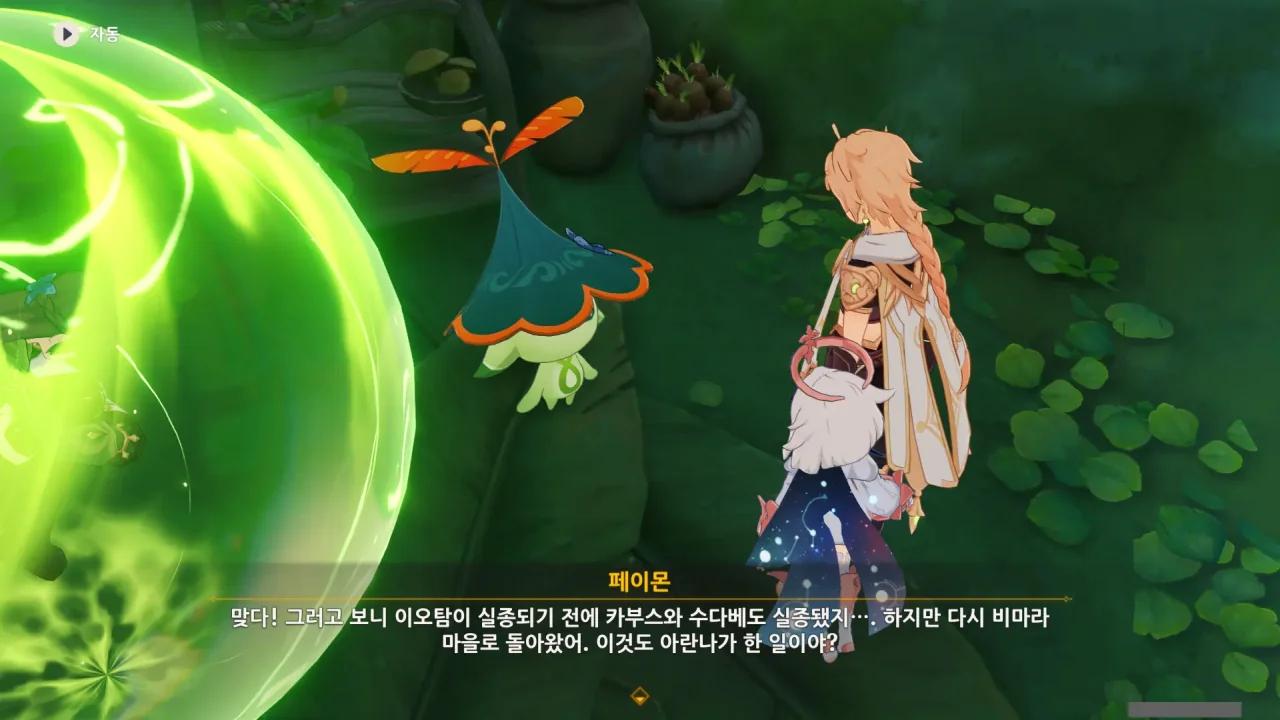 자동
페이몬
맞다! 그러고 보니 이오탐이 실종되기 전에 카부스와 수다베도 실종됐지…. 하지만 다시 비마라
마을로 돌아왔어. 이것도 아란나가 한 일이야?